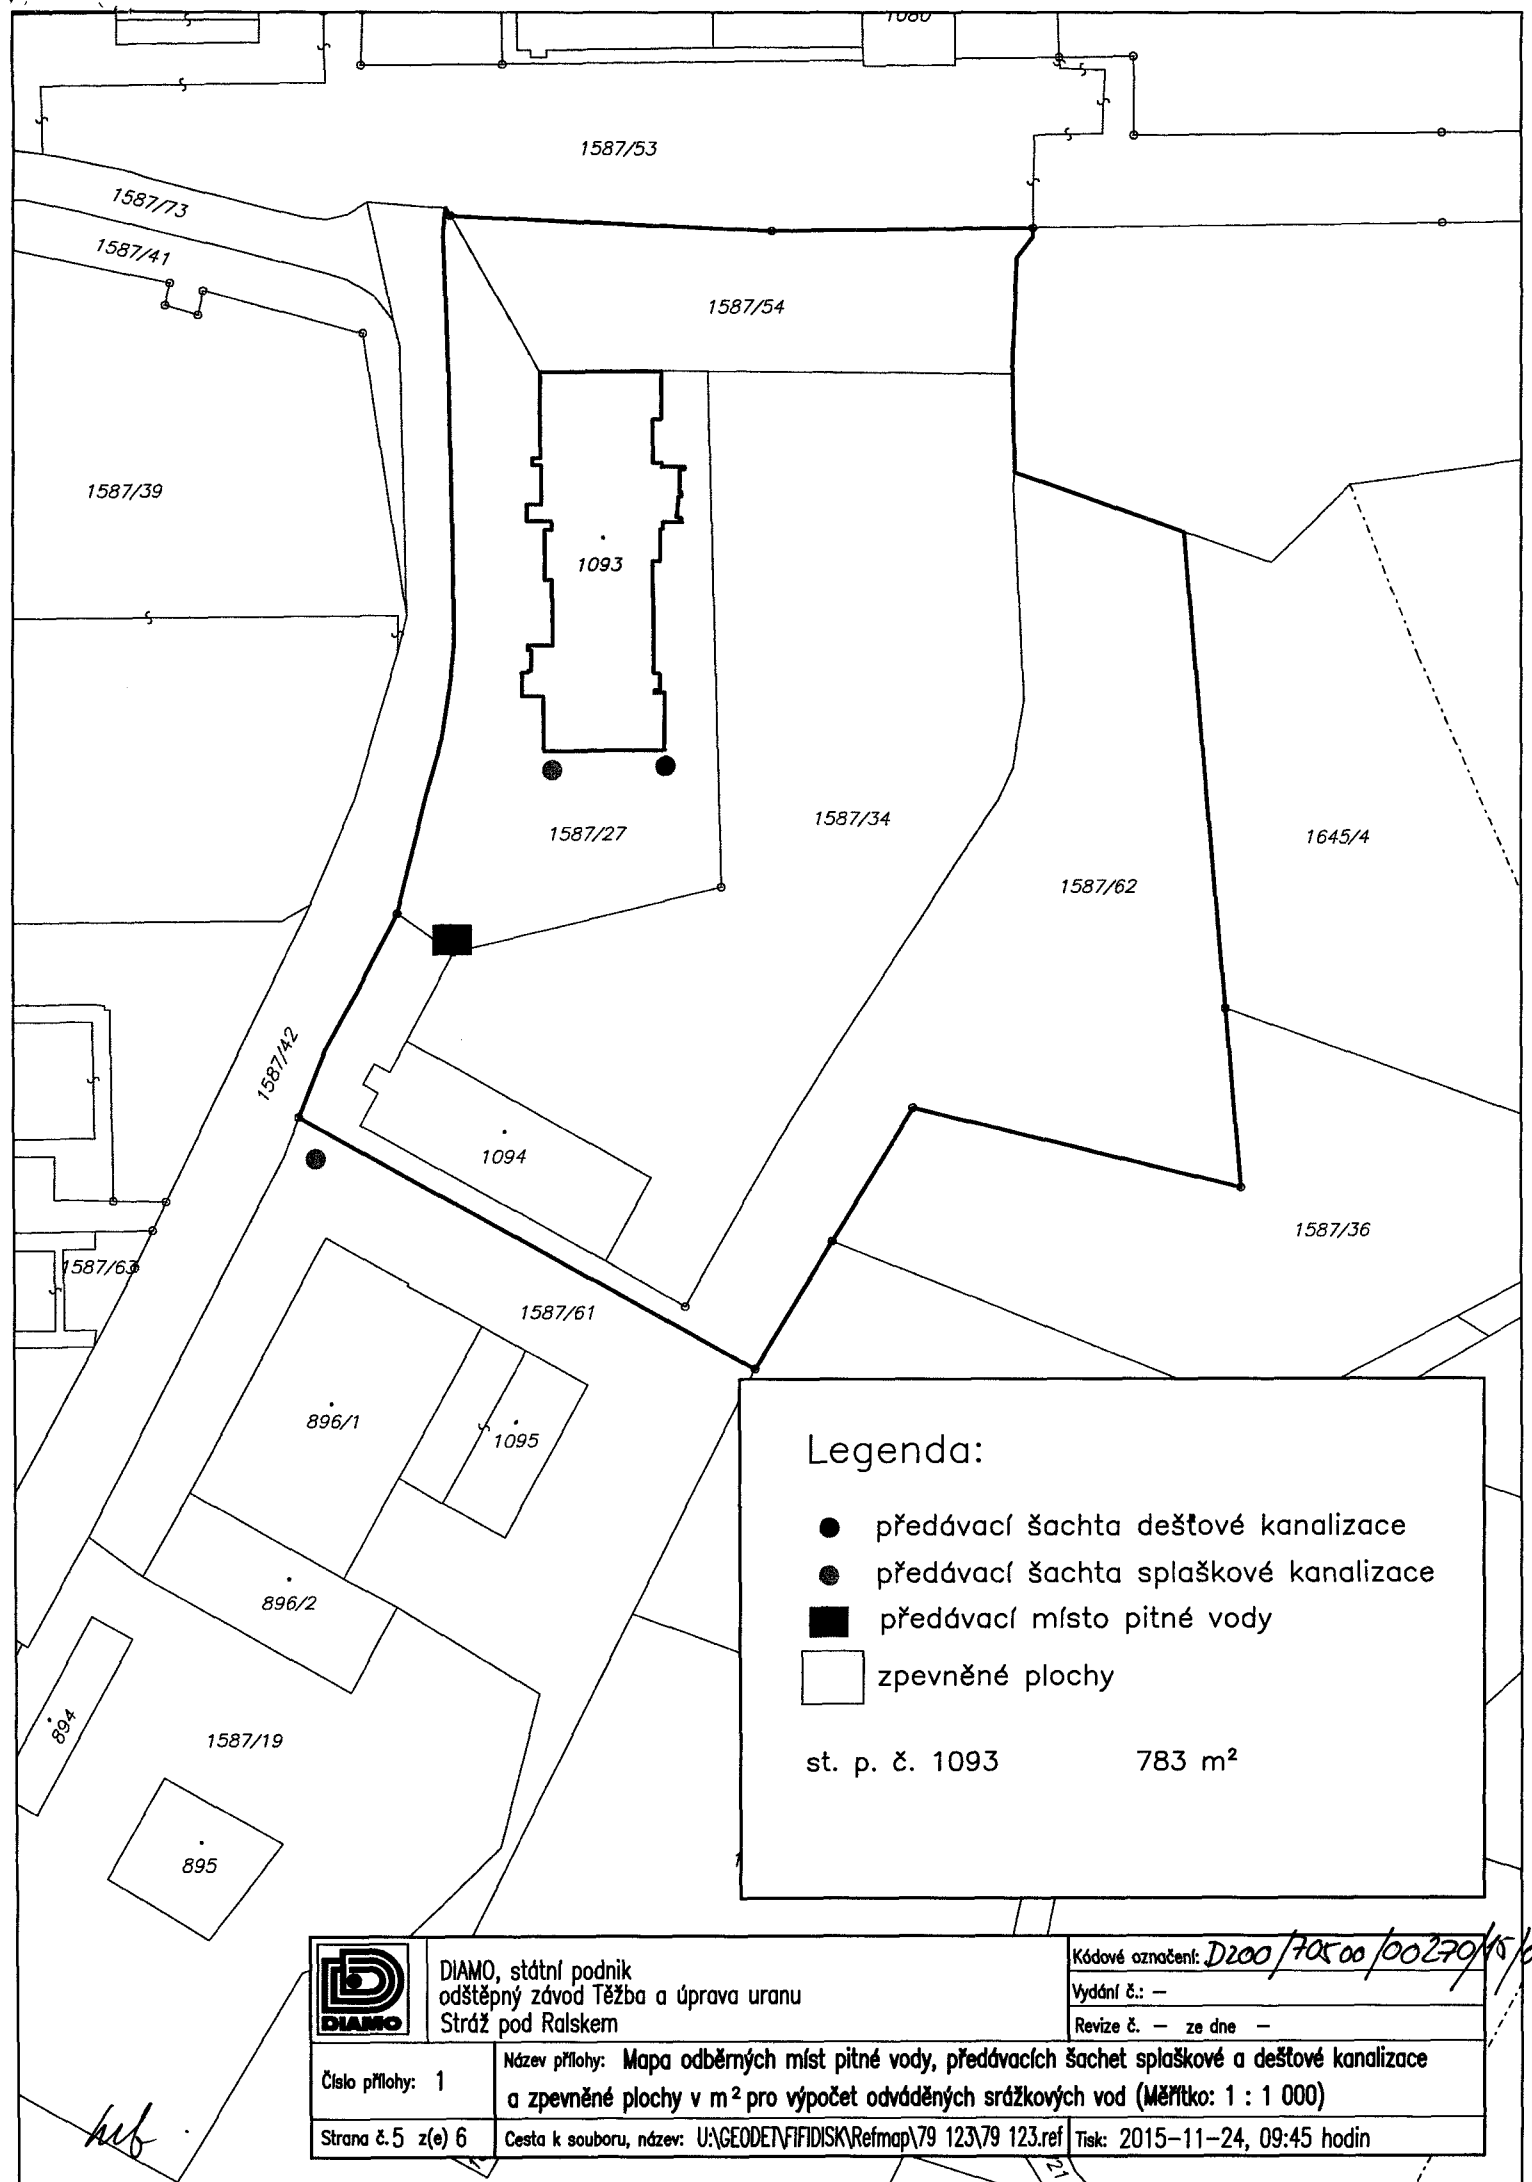 1080
1587/53
1587/73
1587/41
1587/54
1587/39
1093
1587/34
1587/27
1645/4
1587/62
1587/42
1094
1587/36
1587/63
1587/61
896/1
1095
896/2
894
1587/19
895
Legenda:
předávací šachta dešťové kanalizace
předávací šachta splaškové kanalizace
předávací místo pitné vody
zpevněné plochy
st. p. č. 1093 783 m²
DIAMO
DIAMO, státní podnik
odštěpný závod Těžba a úprava uranu
Stráž pod Ralskem
Kódové označení: D200/70500/00270/15/0
Vydání č.: –
Revize č. – ze dne –
Číslo přílohy: 1
Název přílohy: Mapa odběrných míst pitné vody, předávacích šachet splaškové a dešťové kanalizace
a zpevněné plochy v m² pro výpočet odváděných srážkových vod (Měřítko: 1 : 1 000)
Strana č. 5 z(e) 6
Cesta k souboru, název: U:\GEODET\FIFIDISK\Refmap\79 123\79 123.ref
Tisk: 2015-11-24, 09:45 hodin
21